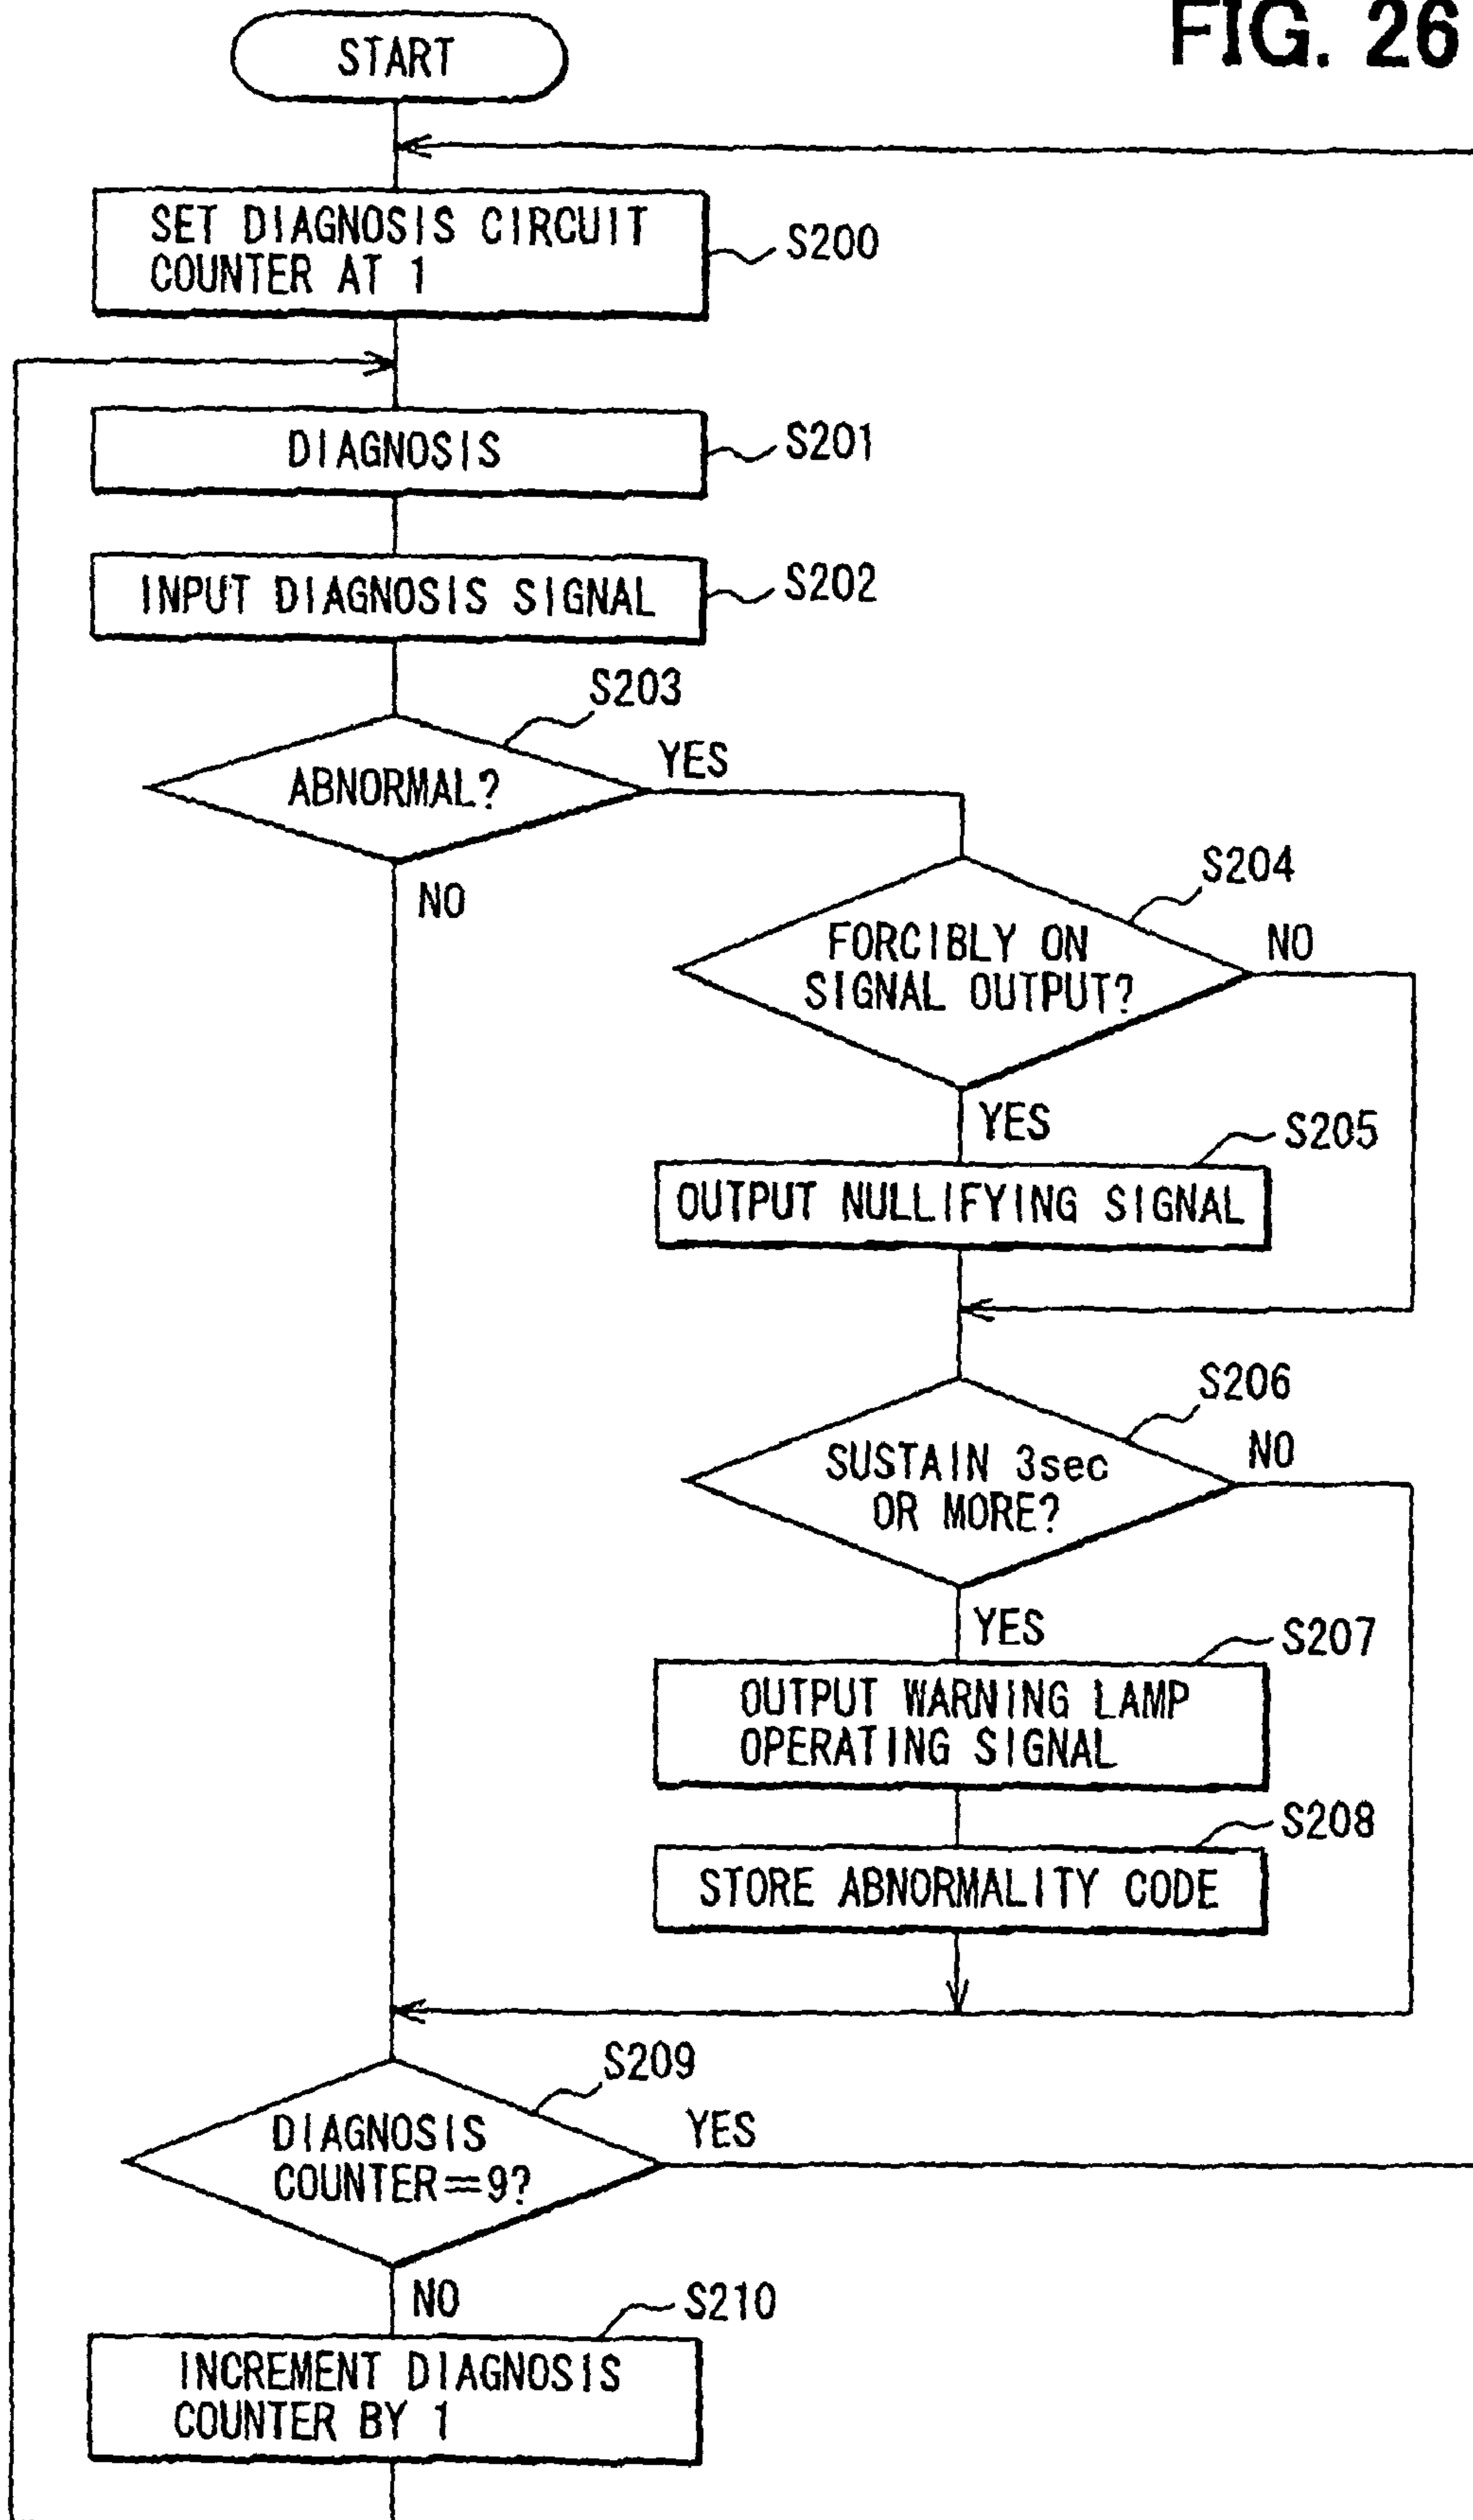 FIG. 26
START
SET DIAGNOSIS CIRCUIT
COUNTER AT 1
S200
DIAGNOSIS
S201
INPUT DIAGNOSIS SIGNAL
S202
S203
ABNORMAL?
YES
NO
S204
FORCIBLY ON
SIGNAL OUTPUT?
NO
YES
S205
OUTPUT NULLIFYING SIGNAL
S206
SUSTAIN 3sec
OR MORE?
NO
YES
S207
OUTPUT WARNING LAMP
OPERATING SIGNAL
S208
STORE ABNORMALITY CODE
S209
DIAGNOSIS
COUNTER=9?
YES
NO
S210
INCREMENT DIAGNOSIS
COUNTER BY 1